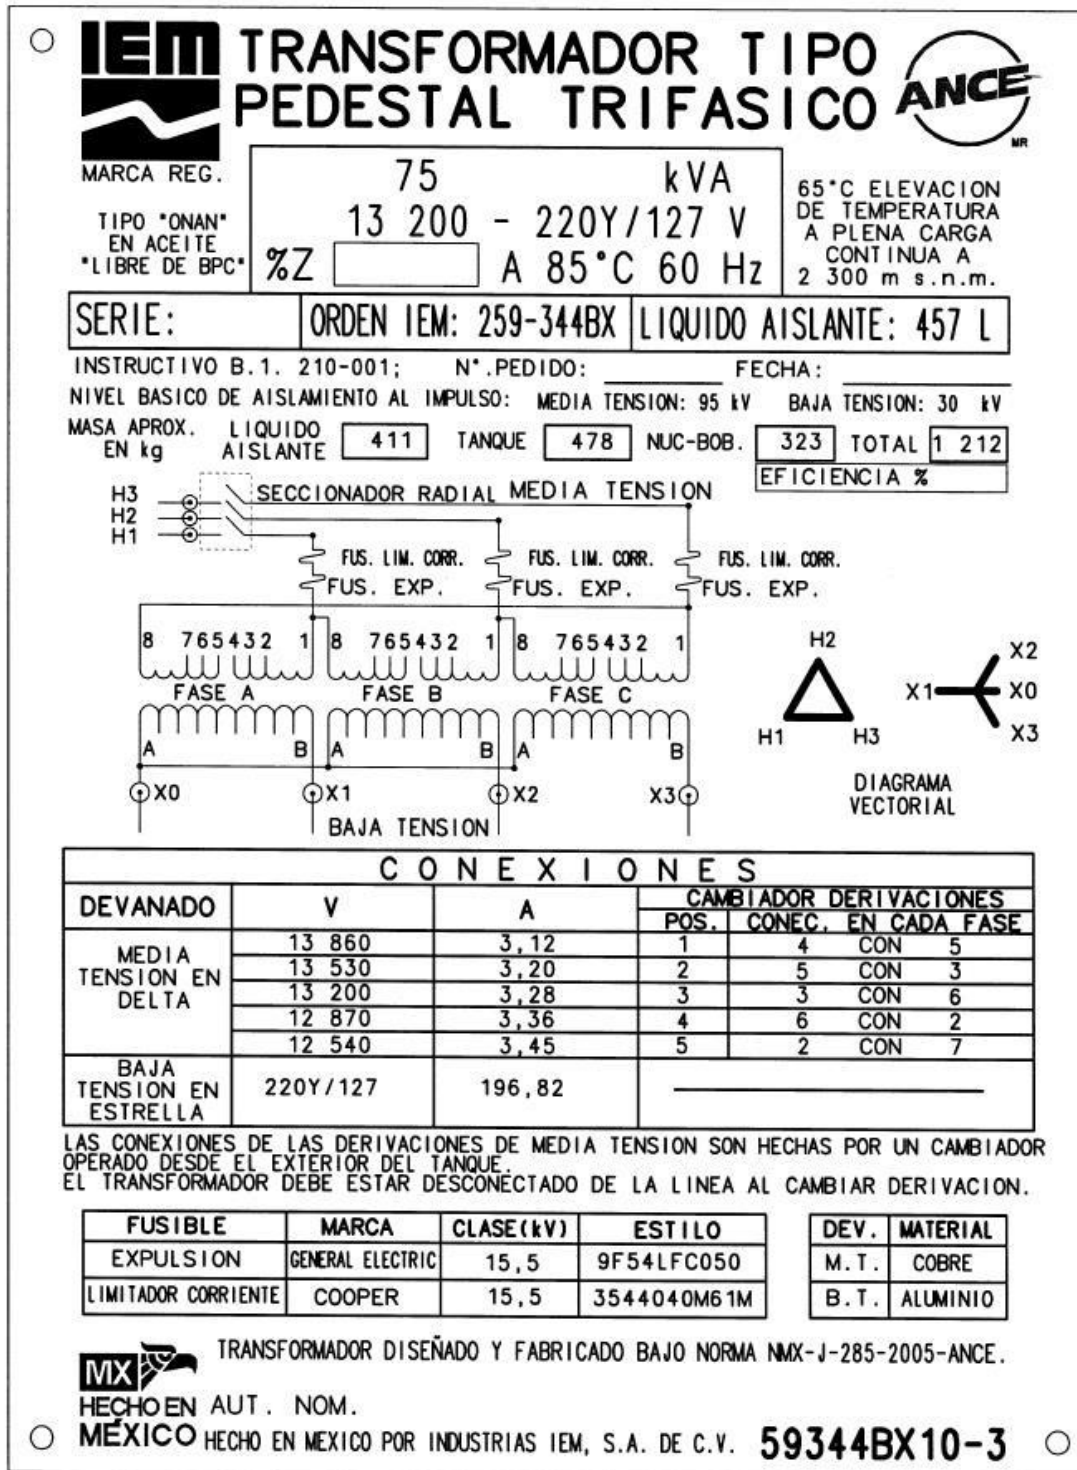 IEM TRANSFORMADOR TIPO
PEDESTAL TRIFASICO
ANCE
MR
MARCA REG.
TIPO "ONAN"
EN ACEITE
"LIBRE DE BPC"
75 kVA
13 200 - 220Y/127 V
%Z A 85°C 60 Hz
65°C ELEVACION
DE TEMPERATURA
A PLENA CARGA
CONTINUA A
2 300 m s.n.m.
SERIE: ORDEN IEM: 259-344BX LIQUIDO AISLANTE: 457 L
INSTRUCTIVO B.1. 210-001; N°.PEDIDO: FECHA:
NIVEL BASICO DE AISLAMIENTO AL IMPULSO: MEDIA TENSION: 95 kV BAJA TENSION: 30 kV
MASA APROX.
EN kg
LIQUIDO
AISLANTE 411 TANQUE 478 NUC-BOB. 323 TOTAL 1 212
EFICIENCIA %
H3 SECCIONADOR RADIAL MEDIA TENSION
H2
H1
FUS. LIM. CORR. FUS. LIM. CORR. FUS. LIM. CORR.
FUS. EXP. FUS. EXP. FUS. EXP.
8 765432 1 8 765432 1 8 765432 1
FASE A FASE B FASE C
A B A B A B
X0 X1 X2 X3
BAJA TENSION
H2
H1 H3
X2
X1 X0
X3
DIAGRAMA
VECTORIAL
CONEXIONES
DEVANADO V A CAMBIADOR DERIVACIONES
POS. CONEC. EN CADA FASE
MEDIA
TENSION EN
DELTA
13 860 3,12 1 4 CON 5
13 530 3,20 2 5 CON 3
13 200 3,28 3 3 CON 6
12 870 3,36 4 6 CON 2
12 540 3,45 5 2 CON 7
BAJA
TENSION EN
ESTRELLA
220Y/127 196,82
LAS CONEXIONES DE LAS DERIVACIONES DE MEDIA TENSION SON HECHAS POR UN CAMBIADOR
OPERADO DESDE EL EXTERIOR DEL TANQUE.
EL TRANSFORMADOR DEBE ESTAR DESCONECTADO DE LA LINEA AL CAMBIAR DERIVACION.
FUSIBLE MARCA CLASE(kV) ESTILO
EXPULSION GENERAL ELECTRIC 15,5 9F54LFC050
LIMITADOR CORRIENTE COOPER 15,5 3544040M61M
DEV. MATERIAL
M.T. COBRE
B.T. ALUMINIO
TRANSFORMADOR DISEÑADO Y FABRICADO BAJO NORMA NMX-J-285-2005-ANCE.
MX
HECHO EN
MÉXICO
AUT. NOM.
HECHO EN MEXICO POR INDUSTRIAS IEM, S.A. DE C.V. 59344BX10-3